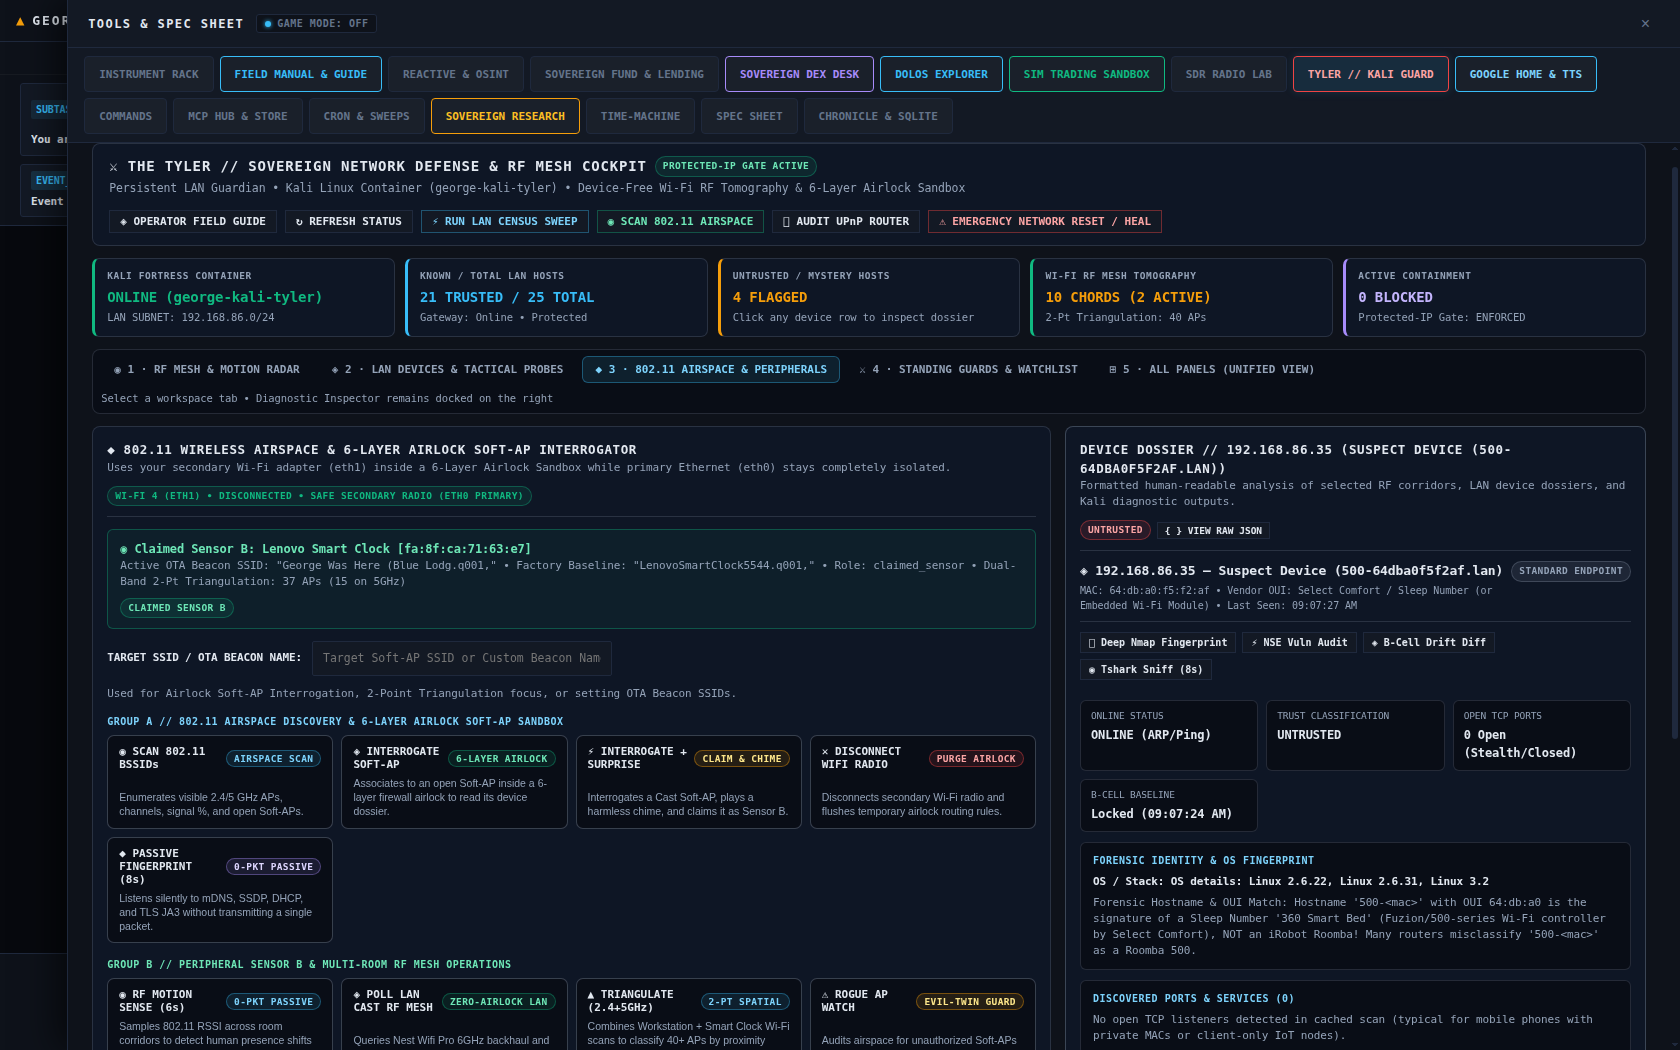 ▲ GEOR
TOOLS & SPEC SHEET
GAME MODE: OFF
×
INSTRUMENT RACK
FIELD MANUAL & GUIDE
REACTIVE & OSINT
SOVEREIGN FUND & LENDING
SOVEREIGN DEX DESK
DOLOS EXPLORER
SIM TRADING SANDBOX
SDR RADIO LAB
TYLER // KALI GUARD
GOOGLE HOME & TTS
COMMANDS
MCP HUB & STORE
CRON & SWEEPS
SOVEREIGN RESEARCH
TIME-MACHINE
SPEC SHEET
CHRONICLE & SQLITE
SUBTAS
You ar
EVENT_
Event
⚔ THE TYLER // SOVEREIGN NETWORK DEFENSE & RF MESH COCKPIT
PROTECTED-IP GATE ACTIVE
Persistent LAN Guardian • Kali Linux Container (george-kali-tyler) • Device-Free Wi-Fi RF Tomography & 6-Layer Airlock Sandbox
◈ OPERATOR FIELD GUIDE
↻ REFRESH STATUS
⚡ RUN LAN CENSUS SWEEP
◉ SCAN 802.11 AIRSPACE
AUDIT UPnP ROUTER
⚠ EMERGENCY NETWORK RESET / HEAL
KALI FORTRESS CONTAINER
ONLINE (george-kali-tyler)
LAN SUBNET: 192.168.86.0/24
KNOWN / TOTAL LAN HOSTS
21 TRUSTED / 25 TOTAL
Gateway: Online • Protected
UNTRUSTED / MYSTERY HOSTS
4 FLAGGED
Click any device row to inspect dossier
WI-FI RF MESH TOMOGRAPHY
10 CHORDS (2 ACTIVE)
2-Pt Triangulation: 40 APs
ACTIVE CONTAINMENT
0 BLOCKED
Protected-IP Gate: ENFORCED
◉ 1 · RF MESH & MOTION RADAR
◈ 2 · LAN DEVICES & TACTICAL PROBES
◆ 3 · 802.11 AIRSPACE & PERIPHERALS
⚔ 4 · STANDING GUARDS & WATCHLIST
⊞ 5 · ALL PANELS (UNIFIED VIEW)
Select a workspace tab • Diagnostic Inspector remains docked on the right
◆ 802.11 WIRELESS AIRSPACE & 6-LAYER AIRLOCK SOFT-AP INTERROGATOR
Uses your secondary Wi-Fi adapter (eth1) inside a 6-Layer Airlock Sandbox while primary Ethernet (eth0) stays completely isolated.
WI-FI 4 (ETH1) • DISCONNECTED • SAFE SECONDARY RADIO (ETH0 PRIMARY)
◉ Claimed Sensor B: Lenovo Smart Clock [fa:8f:ca:71:63:e7]
Active OTA Beacon SSID: "George Was Here (Blue Lodg.q001," • Factory Baseline: "LenovoSmartClock5544.q001," • Role: claimed_sensor • Dual-
Band 2-Pt Triangulation: 37 APs (15 on 5GHz)
CLAIMED SENSOR B
TARGET SSID / OTA BEACON NAME:
Target Soft-AP SSID or Custom Beacon Nam
Used for Airlock Soft-AP Interrogation, 2-Point Triangulation focus, or setting OTA Beacon SSIDs.
GROUP A // 802.11 AIRSPACE DISCOVERY & 6-LAYER AIRLOCK SOFT-AP SANDBOX
◉ SCAN 802.11
BSSIDs
AIRSPACE SCAN
Enumerates visible 2.4/5 GHz APs,
channels, signal %, and open Soft-APs.
◈ INTERROGATE
SOFT-AP
6-LAYER AIRLOCK
Associates to an open Soft-AP inside a 6-
layer firewall airlock to read its device
dossier.
⚡ INTERROGATE +
SURPRISE
CLAIM & CHIME
Interrogates a Cast Soft-AP, plays a
harmless chime, and claims it as Sensor B.
✕ DISCONNECT
WIFI RADIO
PURGE AIRLOCK
Disconnects secondary Wi-Fi radio and
flushes temporary airlock routing rules.
◆ PASSIVE
FINGERPRINT
(8s)
0-PKT PASSIVE
Listens silently to mDNS, SSDP, DHCP,
and TLS JA3 without transmitting a single
packet.
GROUP B // PERIPHERAL SENSOR B & MULTI-ROOM RF MESH OPERATIONS
◉ RF MOTION
SENSE (6s)
0-PKT PASSIVE
Samples 802.11 RSSI across room
corridors to detect human presence shifts
◈ POLL LAN
CAST RF MESH
ZERO-AIRLOCK LAN
Queries Nest Wifi Pro 6GHz backhaul and
▲ TRIANGULATE
(2.4+5GHz)
2-PT SPATIAL
Combines Workstation + Smart Clock Wi-Fi
scans to classify 40+ APs by proximity
⚠ ROGUE AP
WATCH
EVIL-TWIN GUARD
Audits airspace for unauthorized Soft-APs
DEVICE DOSSIER // 192.168.86.35 (SUSPECT DEVICE (500-
64DBA0F5F2AF.LAN))
Formatted human-readable analysis of selected RF corridors, LAN device dossiers, and
Kali diagnostic outputs.
UNTRUSTED
{ } VIEW RAW JSON
◈ 192.168.86.35 — Suspect Device (500-64dba0f5f2af.lan)
STANDARD ENDPOINT
MAC: 64:db:a0:f5:f2:af • Vendor OUI: Select Comfort / Sleep Number (or
Embedded Wi-Fi Module) • Last Seen: 09:07:27 AM
Deep Nmap Fingerprint
⚡ NSE Vuln Audit
◈ B-Cell Drift Diff
◉ Tshark Sniff (8s)
ONLINE STATUS
ONLINE (ARP/Ping)
TRUST CLASSIFICATION
UNTRUSTED
OPEN TCP PORTS
0 Open
(Stealth/Closed)
B-CELL BASELINE
Locked (09:07:24 AM)
FORENSIC IDENTITY & OS FINGERPRINT
OS / Stack: OS details: Linux 2.6.22, Linux 2.6.31, Linux 3.2
Forensic Hostname & OUI Match: Hostname '500-<mac>' with OUI 64:db:a0 is the
signature of a Sleep Number '360 Smart Bed' (Fuzion/500-series Wi-Fi controller
by Select Comfort), NOT an iRobot Roomba! Many routers misclassify '500-<mac>'
as a Roomba 500.
DISCOVERED PORTS & SERVICES (0)
No open TCP listeners detected in cached scan (typical for mobile phones with
private MACs or client-only IoT nodes).